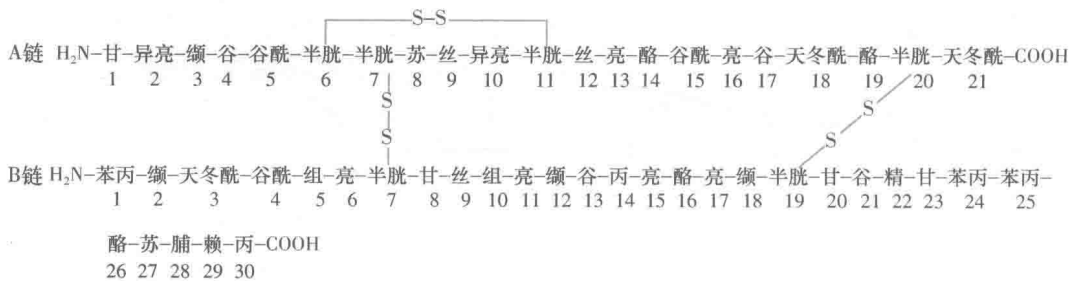 S-S
A链 H₂N-甘-异亮-缬-谷-谷酰-半胱-半胱-苏-丝-异亮-半胱-丝-亮-酪-谷酰-亮-谷-天冬酰-酪-半胱-天冬酰-COOH
1 2 3 4 5 6 7 8 9 10 11 12 13 14 15 16 17 18 19 20 21
S S
S S
B链 H₂N-苯丙-缬-天冬酰-谷酰-组-亮-半胱-甘-丝-组-亮-缬-谷-丙-亮-酪-亮-缬-半胱-甘-谷-精-甘-苯丙-苯丙-
1 2 3 4 5 6 7 8 9 10 11 12 13 14 15 16 17 18 19 20 21 22 23 24 25
酪-苏-脯-赖-丙-COOH
26 27 28 29 30